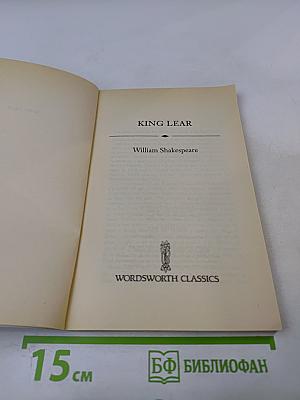 KING LEAR
William Shakespeare
WORDSWORTH CLASSICS
15 см
БФ БИБЛИОФАН